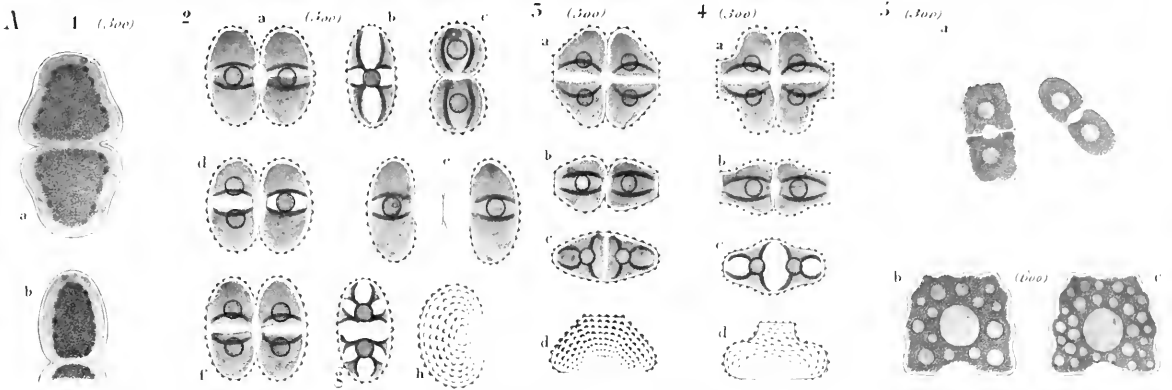 A 1 (300)
a
b
2 a (300) b c
d e
f g h
3 (300)
a
b
c
d
4 (300)
a
b
c
d
5 (300)
a
b (600) c